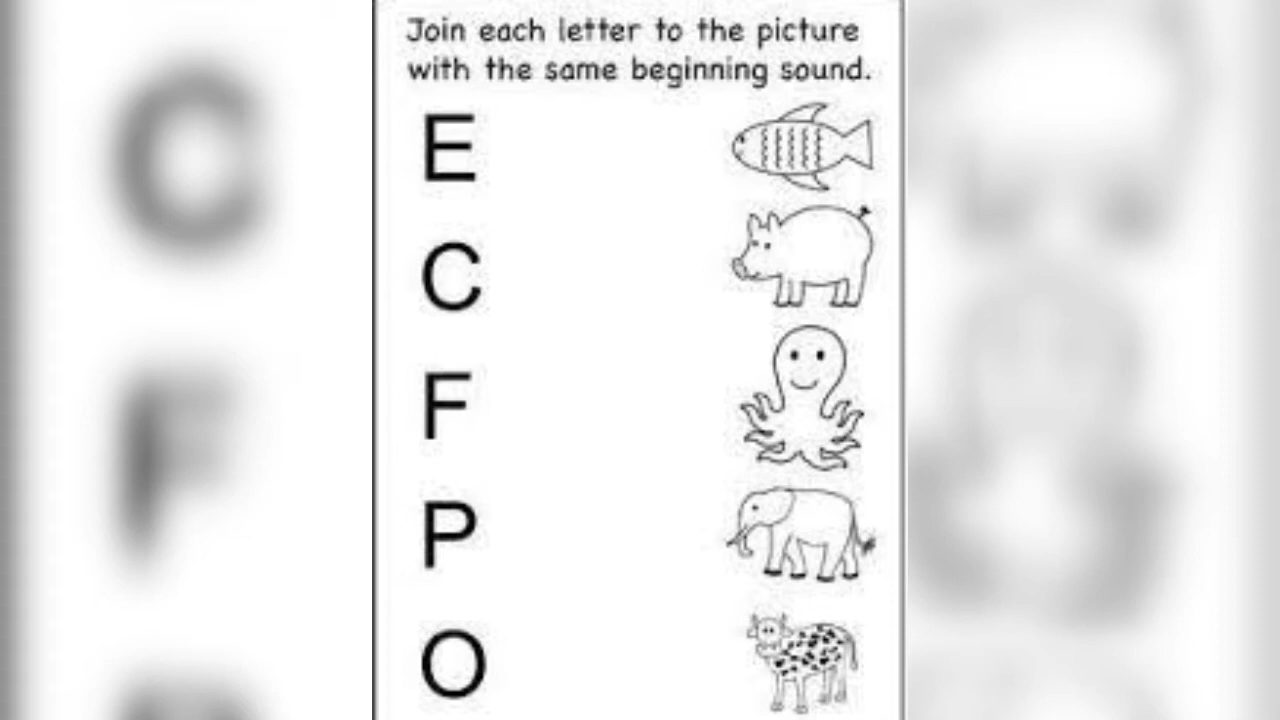 Join each letter to the picture
with the same beginning sound.
E
C
F
P
O